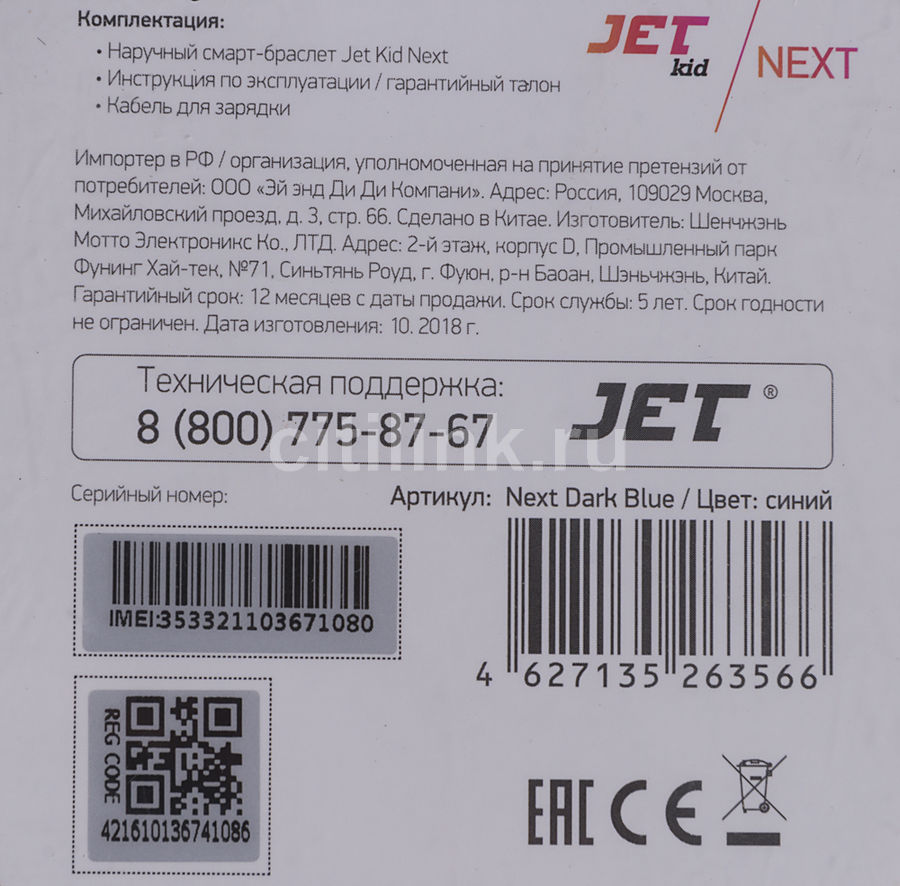 Комплектация:
• Наручный смарт-браслет Jet Kid Next
• Инструкция по эксплуатации / гарантийный талон
• Кабель для зарядки
JET
kid
NEXT
Импортер в РФ / организация, уполномоченная на принятие претензий от
потребителей: ООО «Эй энд Ди Ди Компани». Адрес: Россия, 109029 Москва,
Михайловский проезд, д. 3, стр. 66. Сделано в Китае. Изготовитель: Шенчжэнь
Мотто Электроникс Ко., ЛТД. Адрес: 2-й этаж, корпус D, Промышленный парк
Фунинг Хай-тек, №71, Синьтянь Роуд, г. Фуюн, р-н Баоан, Шэньчжэнь, Китай.
Гарантийный срок: 12 месяцев с даты продажи. Срок службы: 5 лет. Срок годности
не ограничен. Дата изготовления: 10. 2018 г.
Техническая поддержка:
8 (800) 775-87-67
JET ®
citilink.ru
Серийный номер:
Артикул: Next Dark Blue / Цвет: синий
IMEI:353321103671080
4 627135 263566
REG CODE
421610136741086
EAC CE